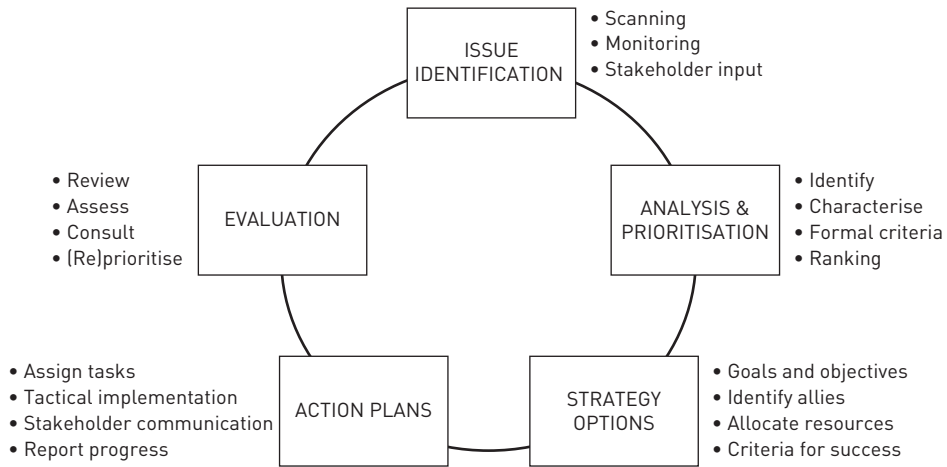 ISSUE
IDENTIFICATION
• Scanning
• Monitoring
• Stakeholder input
ANALYSIS &
PRIORITISATION
• Identify
• Characterise
• Formal criteria
• Ranking
STRATEGY
OPTIONS
• Goals and objectives
• Identify allies
• Allocate resources
• Criteria for success
ACTION PLANS
• Assign tasks
• Tactical implementation
• Stakeholder communication
• Report progress
EVALUATION
• Review
• Assess
• Consult
• (Re)prioritise